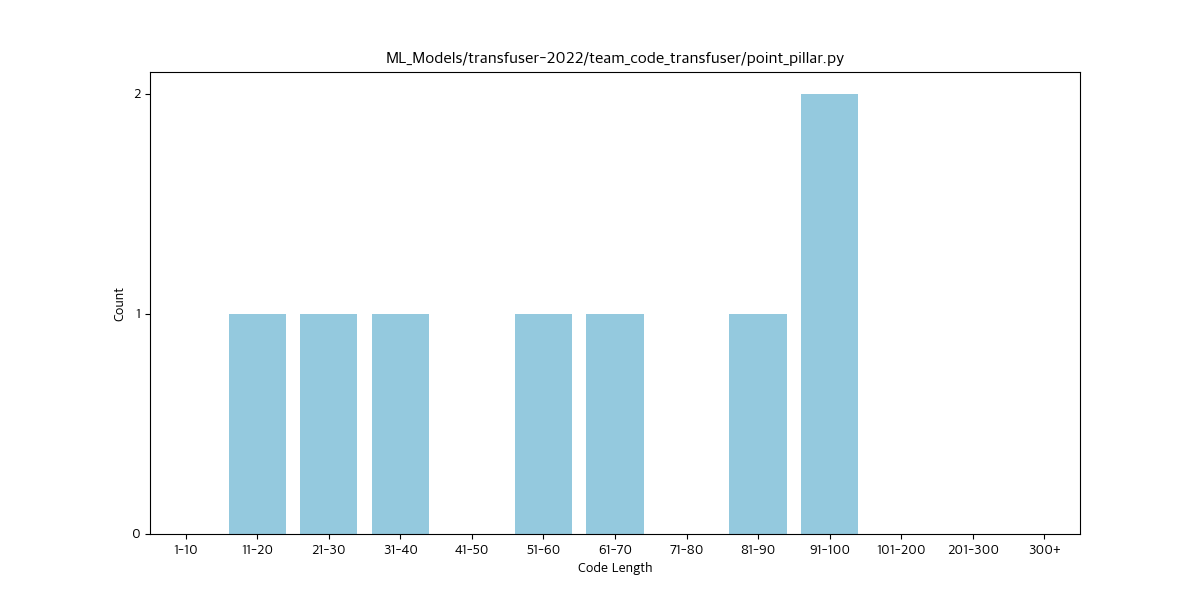 ML_Models/transfuser-2022/team_code_transfuser/point_pillar.py
Count
2
1
0
1-10 11-20 21-30 31-40 41-50 51-60 61-70 71-80 81-90 91-100 101-200 201-300 300+
Code Length